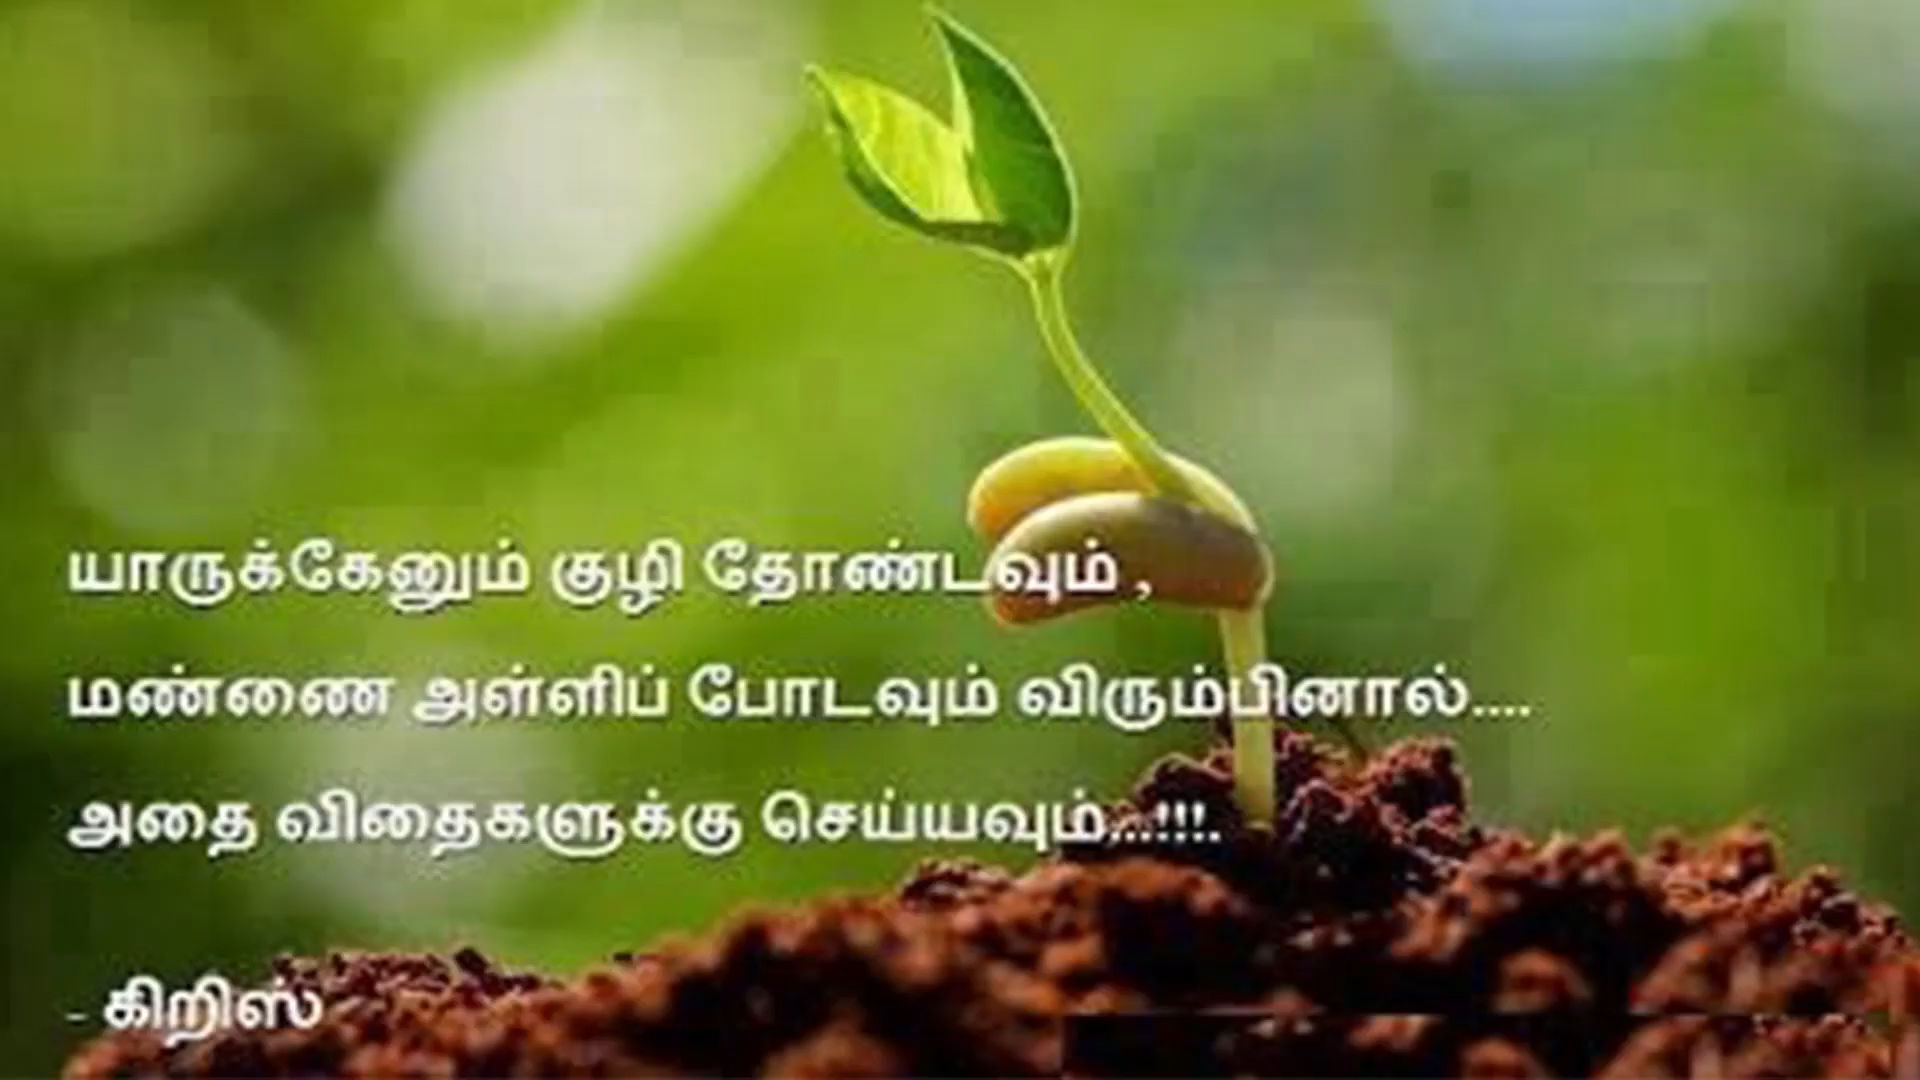 யாருக்கேனும் குழி தோண்டவும் ,
மண்ணை அள்ளிப் போடவும் விரும்பினால்....
அதை விதைகளுக்கு செய்யவும்...!!!.
- கிறிஸ்